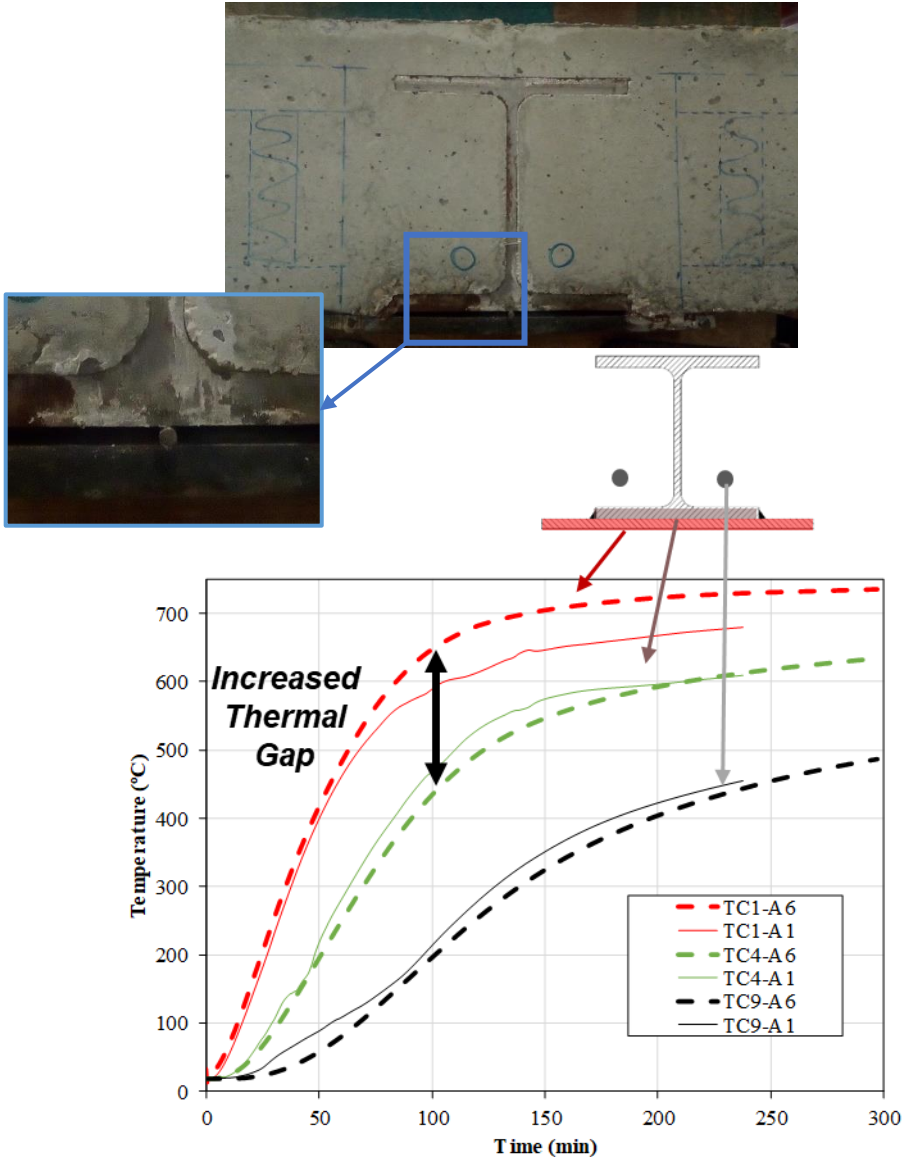 Increased
Thermal
Gap
Temperature (ºC)
700
600
500
400
300
200
100
0
0 50 100 150 200 250 300
Time (min)
TC1-A6
TC1-A1
TC4-A6
TC4-A1
TC9-A6
TC9-A1